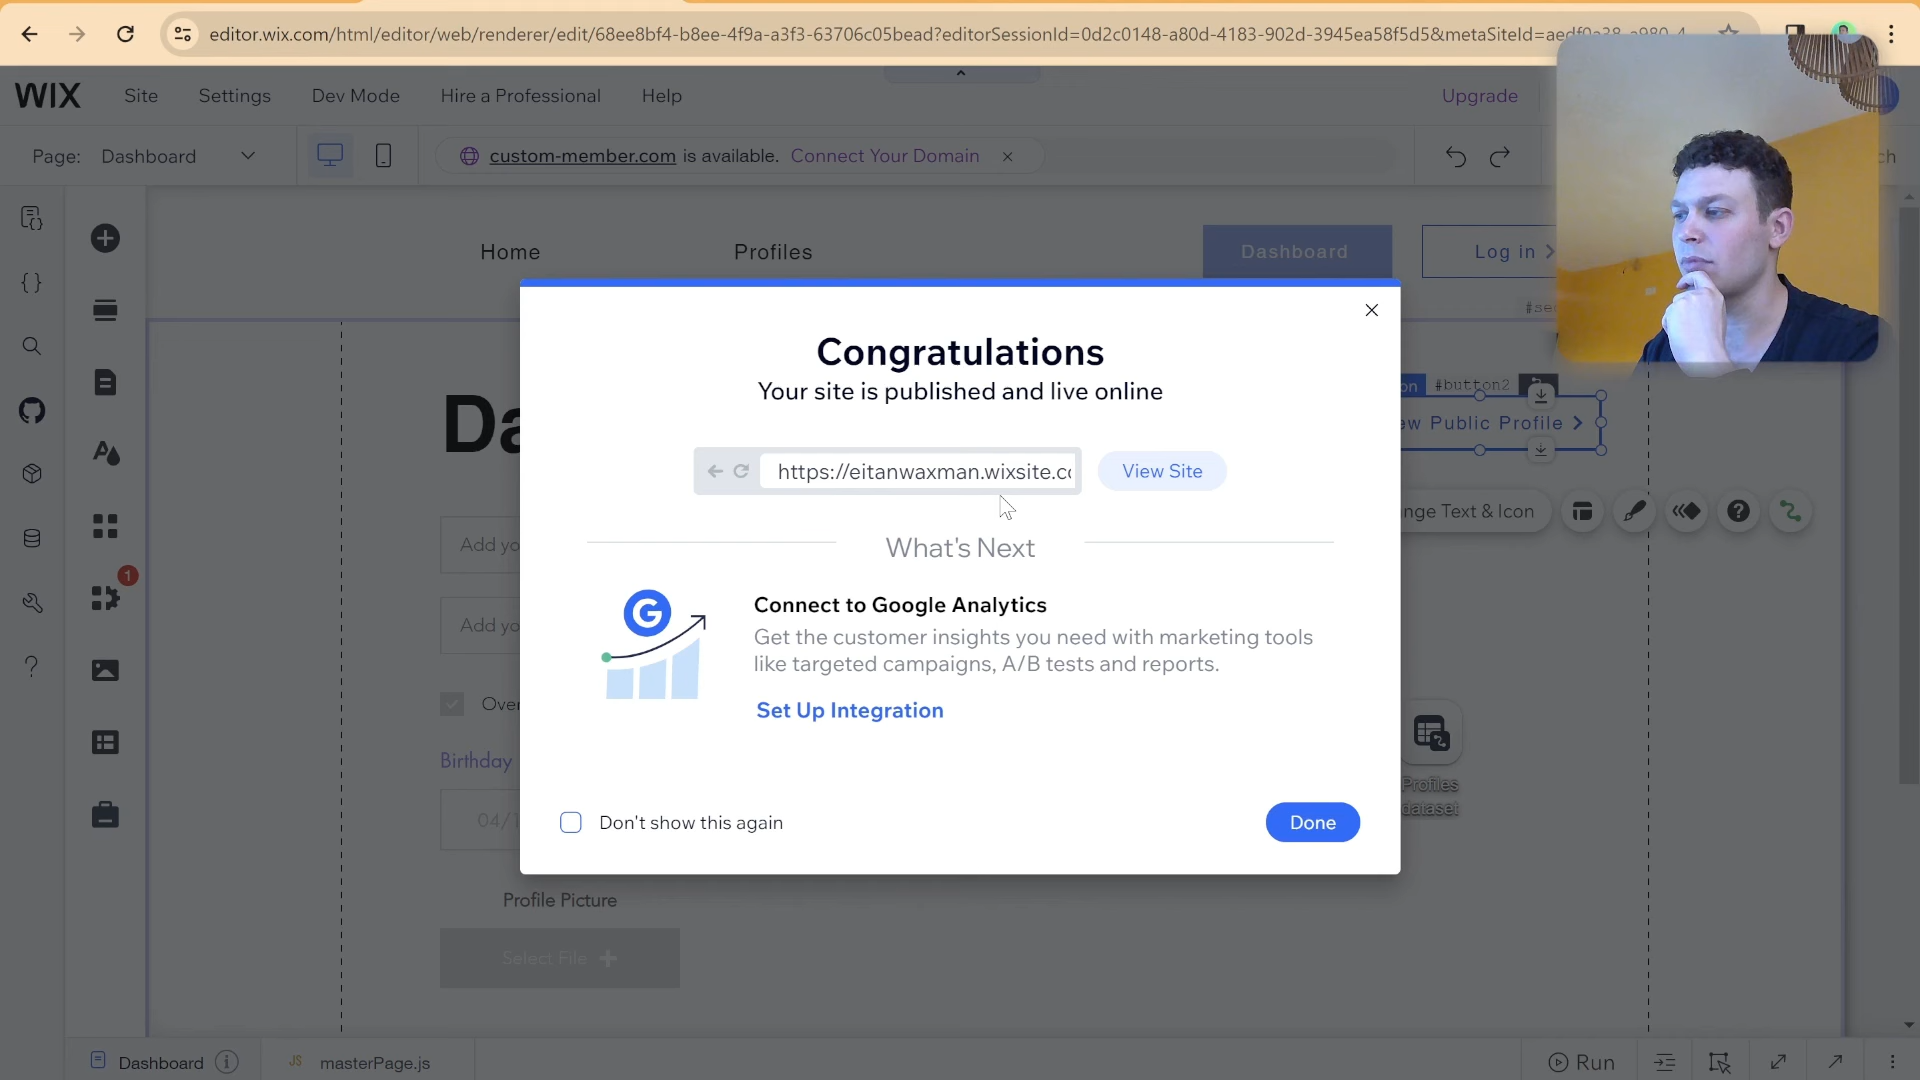 editor.wix.com/html/editor/web/renderer/edit/68ee8bf4-b8ee-4f9a-a3f3-63706c05bead?editorSessionId=0d2c0148-a80d-4183-902d-3945ea58f5d5&metaSiteId=aedf0a38-a980-4
WIX Site Settings Dev Mode Hire a Professional Help Upgrade
Page: Dashboard custom-member.com is available. Connect Your Domain
Home Profiles Dashboard Log in
Congratulations
Your site is published and live online
#button2
Da
ew Public Profile
https://eitanwaxman.wixsite.co View Site
nge Text & Icon
What's Next
Add yo
1
Connect to Google Analytics
G
Add yo
Get the customer insights you need with marketing tools
like targeted campaigns, A/B tests and reports.
Over
Set Up Integration
Birthday
Profiles
dataset
04/1
Don't show this again Done
Profile Picture
Select File
Dashboard JS masterPage.js Run